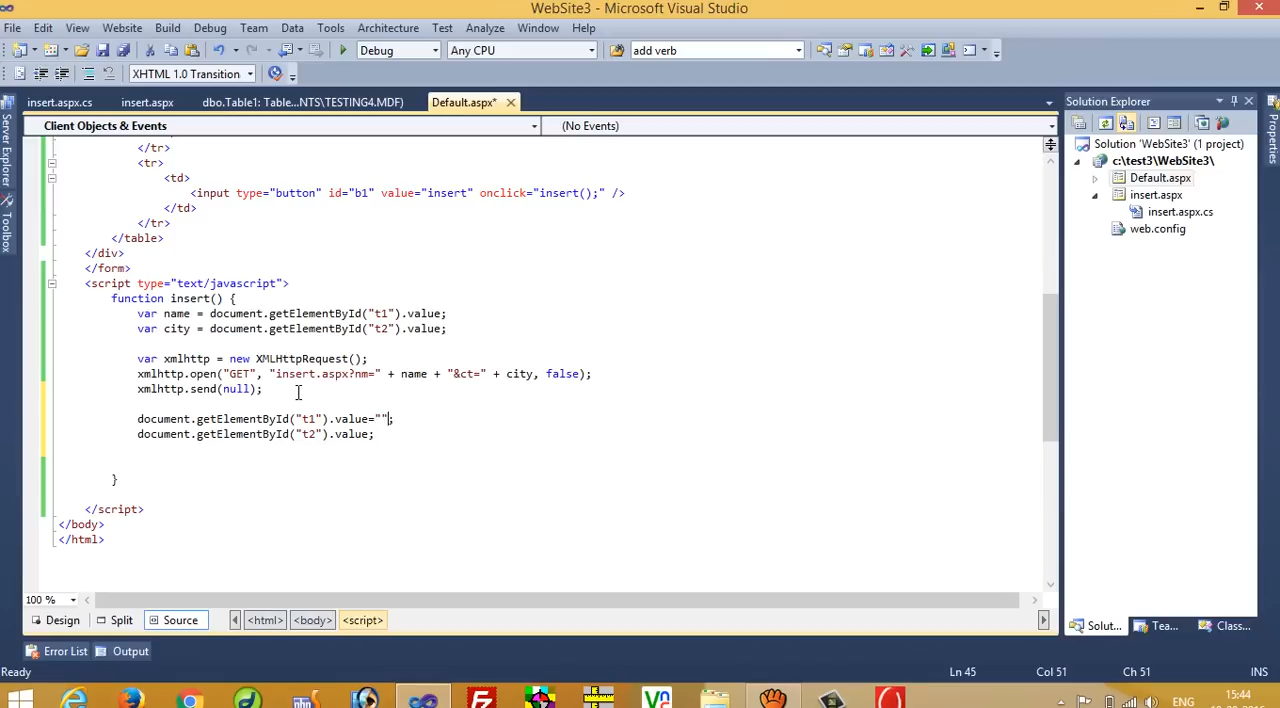 WebSite3 - Microsoft Visual Studio
File Edit View Website Build Debug Team Data Tools Architecture Test Analyze Window Help
Debug Any CPU add verb
XHTML 1.0 Transition
insert.aspx.cs insert.aspx dbo.Table1: Table...NTS\TESTING4.MDF) Default.aspx* Solution Explorer
Client Objects & Events (No Events)
Server Explorer
Toolbox
Properties
</tr>
<tr>
<td>
<input type="button" id="b1" value="insert" onclick="insert();" />
</td>
</tr>
</table>
</div>
</form>
<script type="text/javascript">
function insert() {
var name = document.getElementById("t1").value;
var city = document.getElementById("t2").value;
var xmlhttp = new XMLHttpRequest();
xmlhttp.open("GET", "insert.aspx?nm=" + name + "&ct=" + city, false);
xmlhttp.send(null);
document.getElementById("t1").value="";
document.getElementById("t2").value;
}
</script>
</body>
</html>
Solution 'WebSite3' (1 project)
c:\test3\WebSite3\
Default.aspx
insert.aspx
insert.aspx.cs
web.config
100 %
Design Split Source <html> <body> <script> Solut... Tea... Class...
Error List Output
Ready Ln 45 Col 51 Ch 51 INS
ENG 15:44